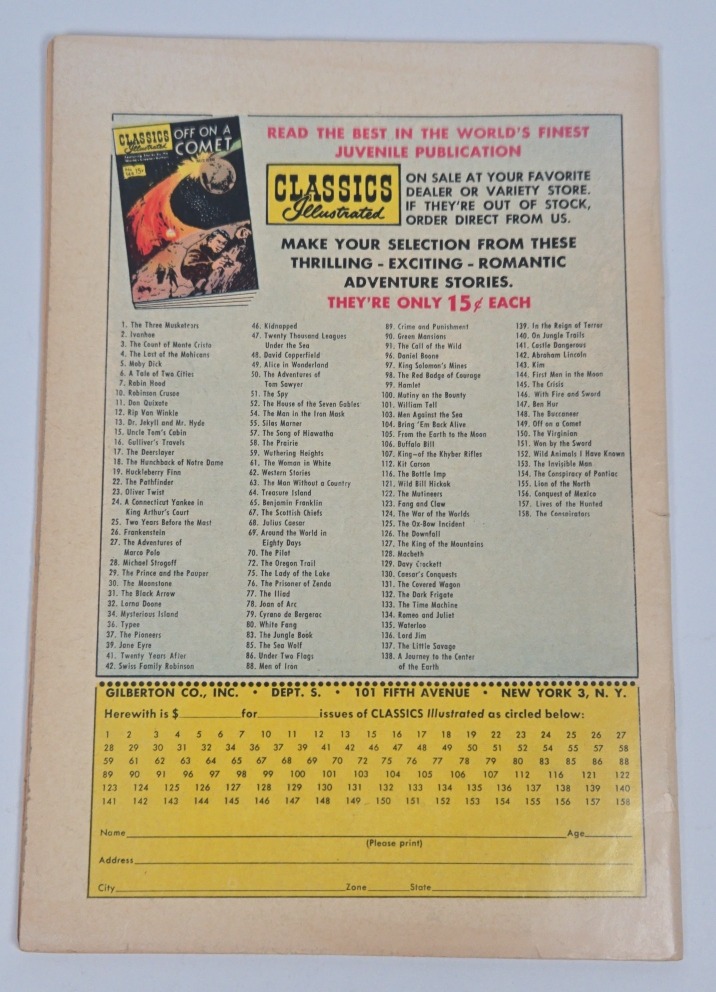 CLASSICS
Illustrated
OFF ON A
COMET
15¢
READ THE BEST IN THE WORLD'S FINEST
JUVENILE PUBLICATION
CLASSICS
Illustrated
ON SALE AT YOUR FAVORITE
DEALER OR VARIETY STORE.
IF THEY'RE OUT OF STOCK,
ORDER DIRECT FROM US.
MAKE YOUR SELECTION FROM THESE
THRILLING - EXCITING - ROMANTIC
ADVENTURE STORIES.
THEY'RE ONLY 15¢ EACH
1. The Three Musketeers
2. Ivanhoe
3. The Count of Monte Cristo
4. The Last of the Mohicans
5. Moby Dick
6. A Tale of Two Cities
7. Robin Hood
10. Robinson Crusoe
11. Don Quixote
12. Rip Van Winkle
13. Dr. Jekyll and Mr. Hyde
15. Uncle Tom's Cabin
16. Gulliver's Travels
17. The Deerslayer
18. The Hunchback of Notre Dame
19. Huckleberry Finn
22. The Pathfinder
23. Oliver Twist
24. A Connecticut Yankee in
King Arthur's Court
25. Two Years Before the Mast
26. Frankenstein
27. The Adventures of
Marco Polo
28. Michael Strogoff
29. The Prince and the Pauper
30. The Moonstone
31. The Black Arrow
32. Lorna Doone
34. Mysterious Island
36. Typee
37. The Pioneers
39. Jane Eyre
41. Twenty Years After
42. Swiss Family Robinson
46. Kidnapped
47. Twenty Thousand Leagues
Under the Sea
48. David Copperfield
49. Alice in Wonderland
50. The Adventures of
Tom Sawyer
51. The Spy
52. The House of the Seven Gables
54. The Man in the Iron Mask
55. Silas Marner
57. The Song of Hiawatha
58. The Prairie
59. Wuthering Heights
61. The Woman in White
62. Western Stories
63. The Man Without a Country
64. Treasure Island
65. Benjamin Franklin
67. The Scottish Chiefs
68. Julius Caesar
69. Around the World in
Eighty Days
70. The Pilot
72. The Oregon Trail
75. The Lady of the Lake
76. The Prisoner of Zenda
77. The Iliad
78. Joan of Arc
79. Cyrano de Bergerac
80. White Fang
83. The Jungle Book
85. The Sea Wolf
86. Under Two Flags
88. Men of Iron
89. Crime and Punishment
90. Green Mansions
91. The Call of the Wild
96. Daniel Boone
97. King Solomon's Mines
98. The Red Badge of Courage
99. Hamlet
100. Mutiny on the Bounty
101. William Tell
103. Men Against the Sea
104. Bring 'Em Back Alive
105. From the Earth to the Moon
106. Buffalo Bill
107. King—of the Khyber Rifles
112. Kit Carson
116. The Bottle Imp
121. Wild Bill Hickok
122. The Mutineers
123. Fang and Claw
124. The War of the Worlds
125. The Ox-Bow Incident
126. The Downfall
127. The King of the Mountains
128. Macbeth
129. Davy Crockett
130. Caesar's Conquests
131. The Covered Wagon
132. The Dark Frigate
133. The Time Machine
134. Romeo and Juliet
135. Waterloo
136. Lord Jim
137. The Little Savage
138. A Journey to the Center
of the Earth
139. In the Reign of Terror
140. On Jungle Trails
141. Castle Dangerous
142. Abraham Lincoln
143. Kim
144. First Men in the Moon
145. The Crisis
146. With Fire and Sword
147. Ben Hur
148. The Buccaneer
149. Off on a Comet
150. The Virginian
151. Won by the Sword
152. Wild Animals I Have Known
153. The Invisible Man
154. The Conspiracy of Pontiac
155. Lion of the North
156. Conquest of Mexico
157. Lives of the Hunted
158. The Conspirators
GILBERTON CO., INC. • DEPT. S. • 101 FIFTH AVENUE • NEW YORK 3, N. Y.
Herewith is $ for issues of CLASSICS Illustrated as circled below:
1 2 3 4 5 6 7 10 11 12 13 15 16 17 18 19 22 23 24 25 26 27
28 29 30 31 32 34 36 37 39 41 42 46 47 48 49 50 51 52 54 55 57 58
59 61 62 63 64 65 67 68 69 70 72 75 76 77 78 79 80 83 85 86 88
89 90 91 96 97 98 99 100 101 103 104 105 106 107 112 116 121 122
123 124 125 126 127 128 129 130 131 132 133 134 135 136 137 138 139 140
141 142 143 144 145 146 147 148 149 150 151 152 153 154 155 156 157 158
Name Age
(Please print)
Address
City Zone State